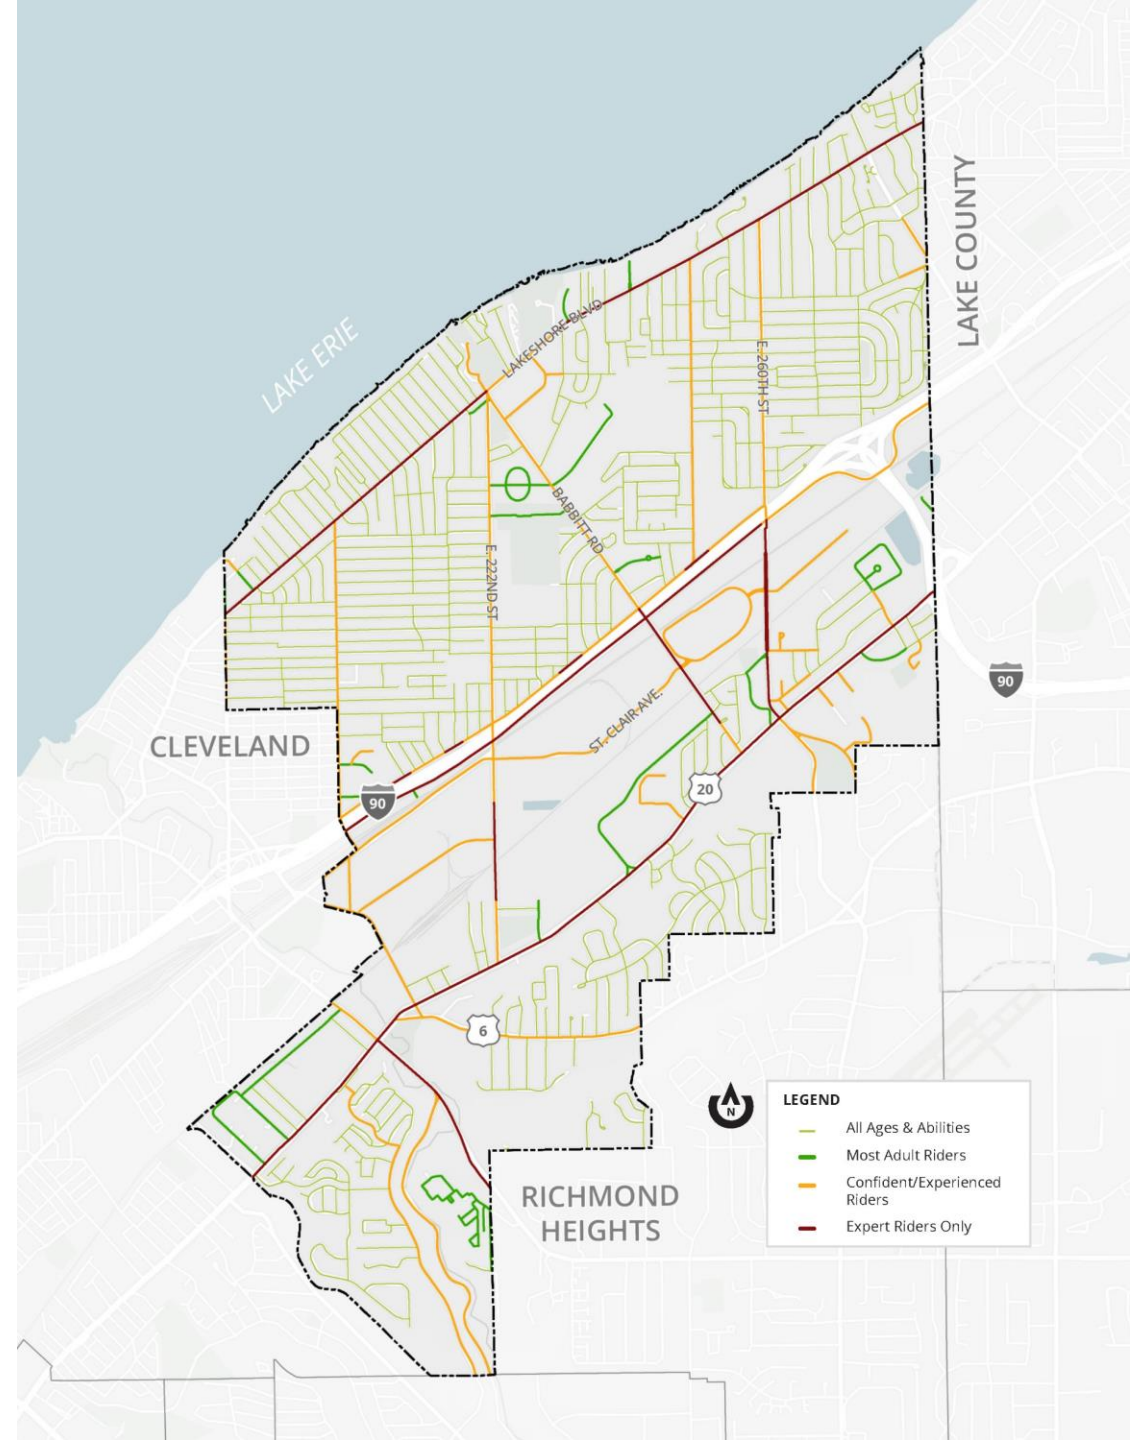 LAKE COUNTY
LAKE ERIE
LAKESHORE BLVD
E. 260TH ST
BABBITT RD
E. 222ND ST
90
ST. CLAIR AVE.
CLEVELAND
20
90
6
N
LEGEND
All Ages & Abilities
Most Adult Riders
Confident/Experienced
Riders
Expert Riders Only
RICHMOND
HEIGHTS